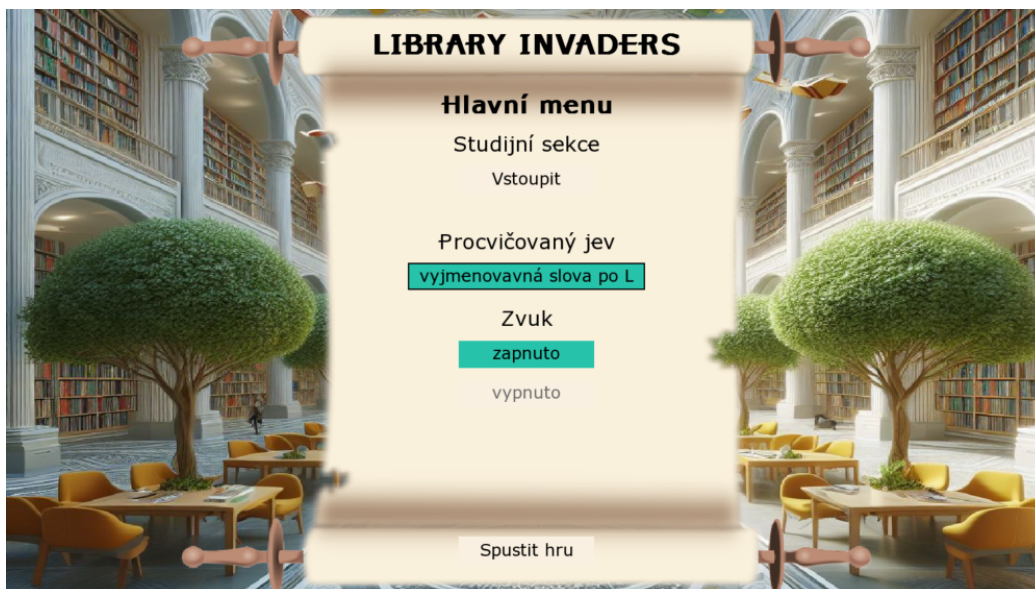 LIBRARY INVADERS
Hlavní menu
Studijní sekce
Vstoupit
Procvičovaný jev
vyjmenovavná slova po L
Zvuk
zapnuto
vypnuto
Spustit hru